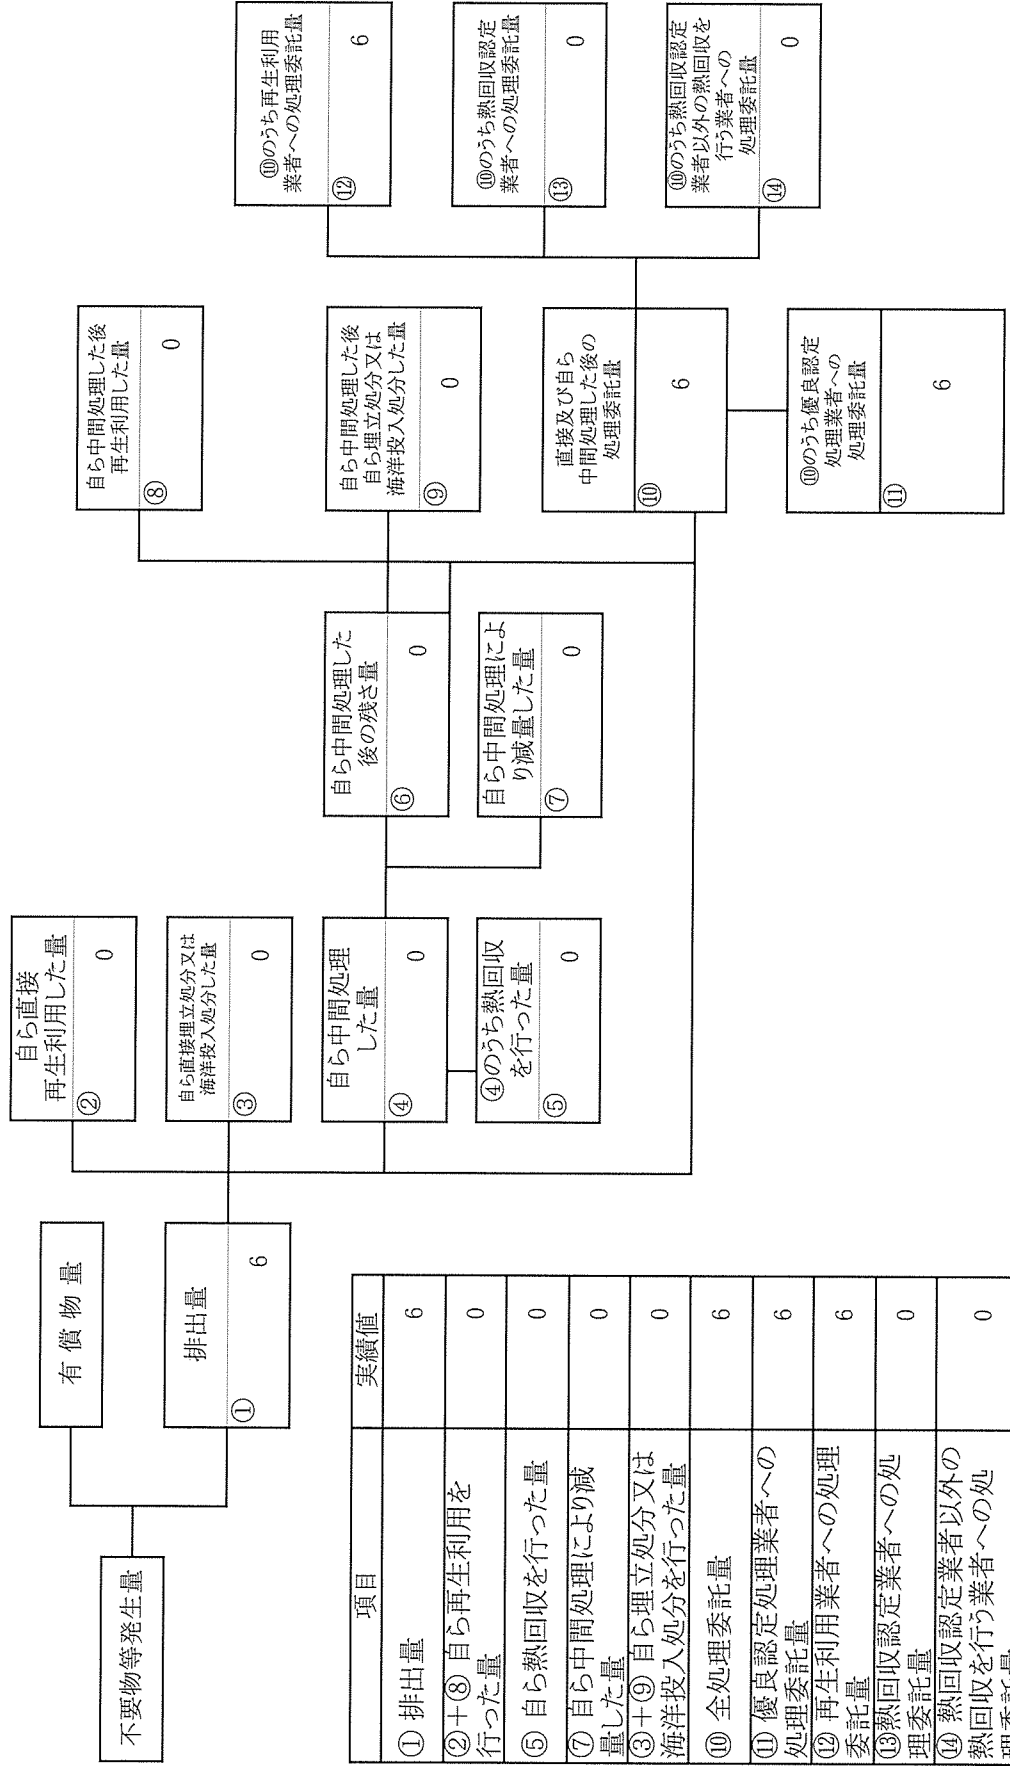 不要物等発生量
有 償 物 量
排出量
①
6
自ら直接
再生利用した量
②
0
自ら直接埋立処分又は
海洋投入処分した量
③
0
自ら中間処理
した量
④
0
④のうち熱回収
を行った量
⑤
0
自ら中間処理した
後の残さ量
⑥
0
自ら中間処理によ
り減量した量
⑦
0
自ら中間処理した後
再生利用した量
⑧
0
自ら中間処理した後
自ら埋立処分又は
海洋投入処分した量
⑨
0
直接及び自ら
中間処理した後の
処理委託量
⑩
6
⑩のうち優良認定
処理業者への
処理委託量
⑪
6
⑩のうち再生利用
業者への処理委託量
⑫
6
⑩のうち熱回収認定
業者への処理委託量
⑬
0
⑩のうち熱回収認定
業者以外の熱回収を
行う業者への
処理委託量
⑭
0
項目 実績値
① 排出量 6
②+⑧ 自ら再生利用を
行った量
0
⑤ 自ら熱回収を行った量 0
⑦ 自ら中間処理により減
量した量
0
③+⑨ 自ら埋立処分又は
海洋投入処分を行った量
0
⑩ 全処理委託量 6
⑪ 優良認定処理業者への
処理委託量
6
⑫ 再生利用業者への処理
委託量
6
⑬熱回収認定業者への処
理委託量
0
⑭ 熱回収認定業者以外の
熱回収を行う業者への処
理委託量
0